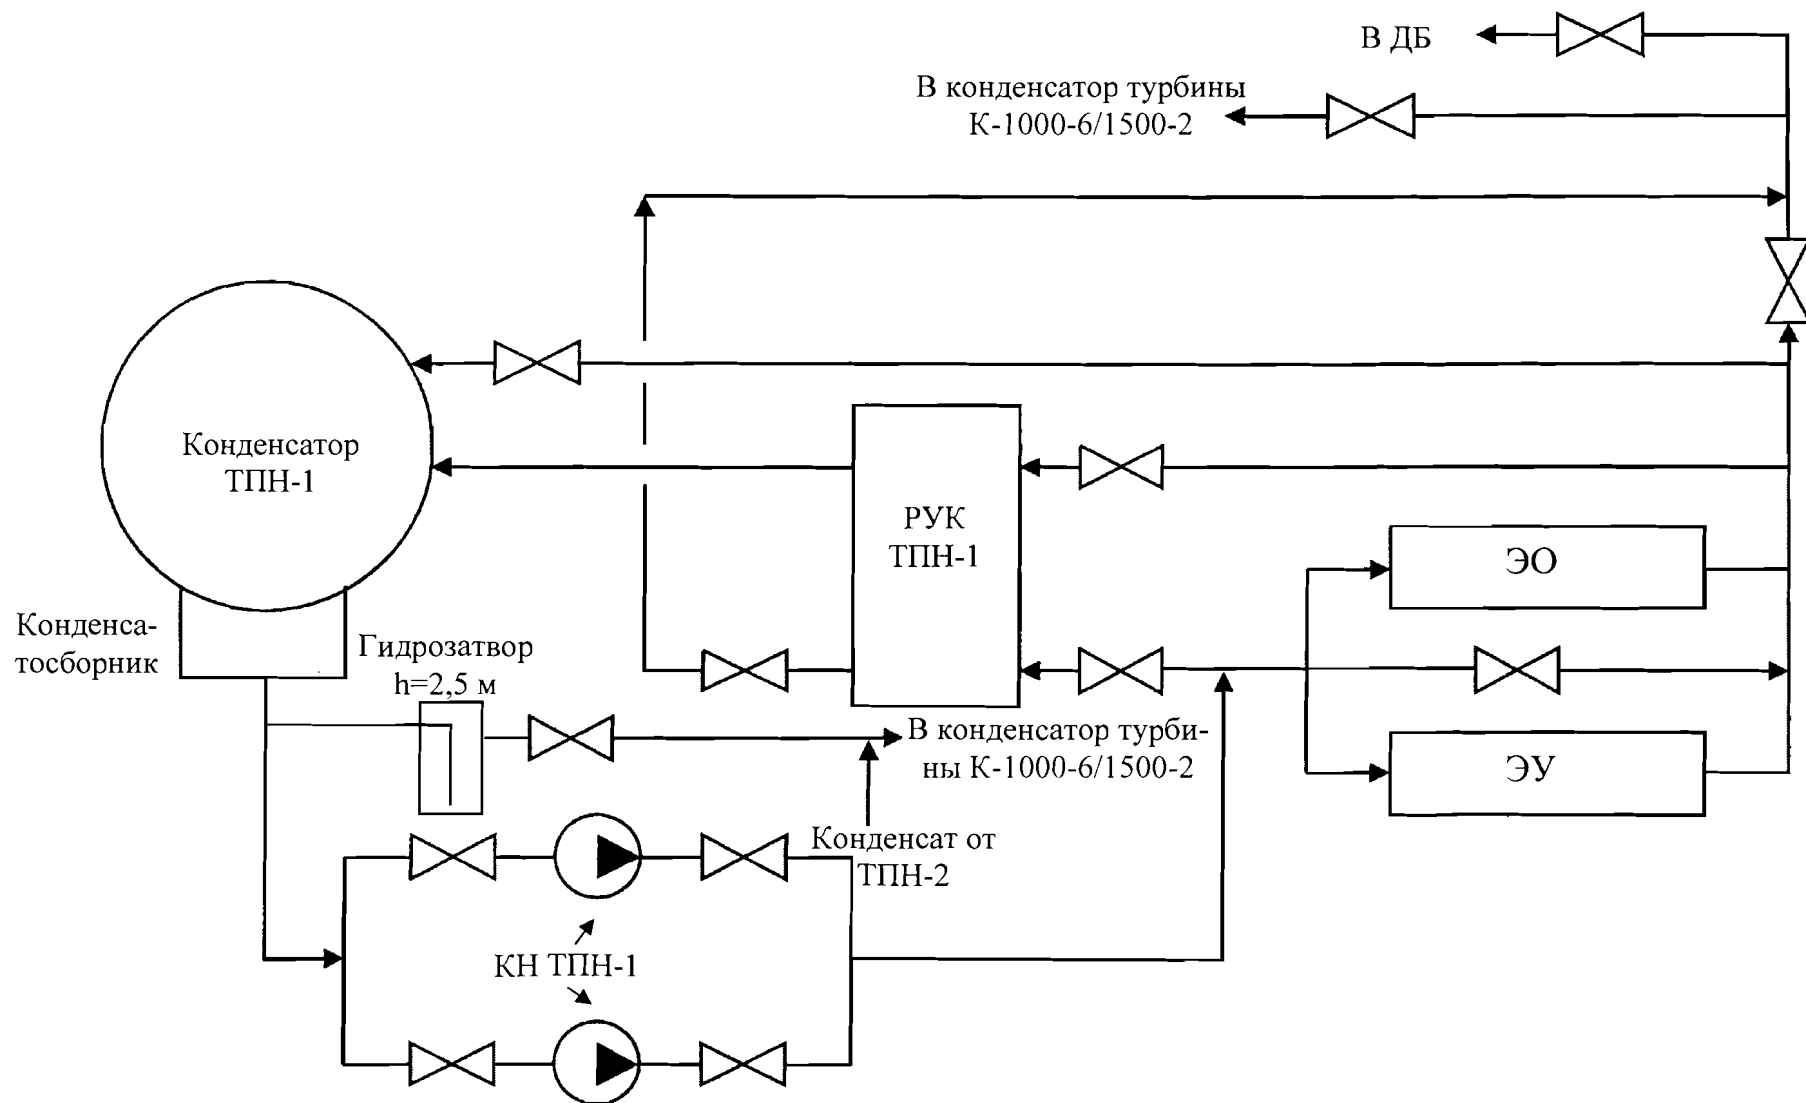 В ДБ
В конденсатор турбины
К-1000-6/1500-2
Конденсатор
ТПН-1
РУК
ТПН-1
ЭО
Конденса-
тосборник
Гидрозатвор
h=2,5 м
В конденсатор турби-
ны К-1000-6/1500-2
ЭУ
Конденсат от
ТПН-2
КН ТПН-1